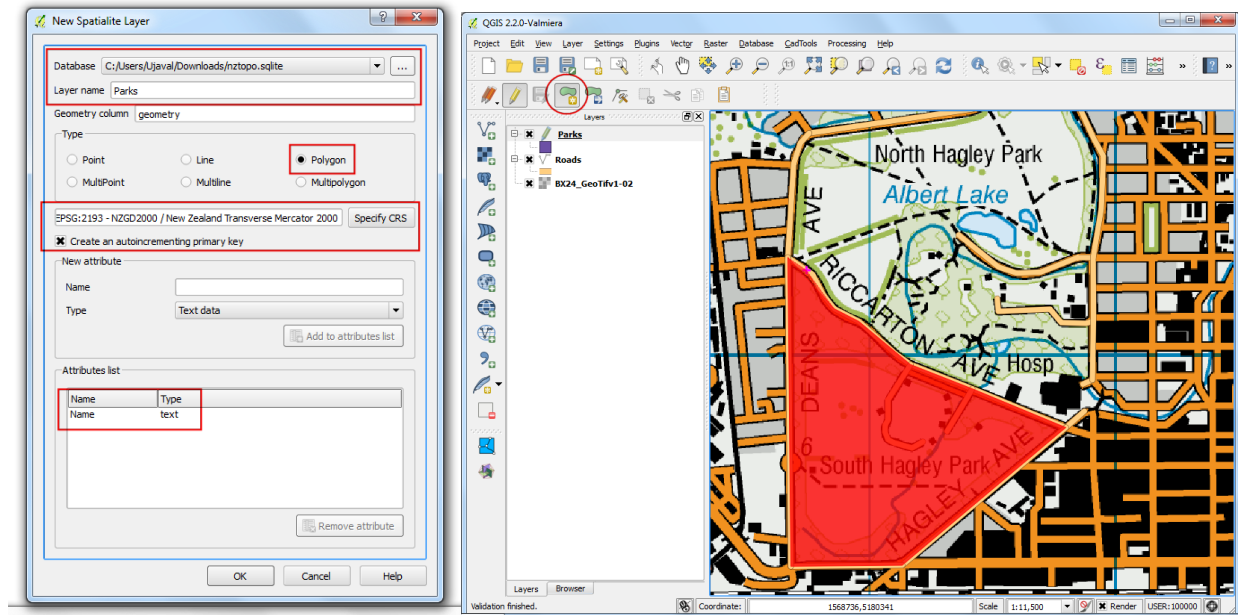 New Spatialite Layer
Database C:/Users/Ujaval/Downloads/nztopo.sqlite ...
Layer name Parks
Geometry column geometry
Type
Point Line Polygon
MultiPoint Multiline Multipolygon
EPSG:2193 - NZGD2000 / New Zealand Transverse Mercator 2000 Specify CRS
Create an autoincrementing primary key
New attribute
Name
Type Text data
Add to attributes list
Attributes list
Name Type
Name text
Remove attribute
OK Cancel Help
QGIS 2.2.0-Valmiera
Project Edit View Layer Settings Plugins Vector Raster Database CadTools Processing Help
Layers
Parks
Roads
BX24_GeoTifv1-02
North Hagley Park
Albert Lake
AVE
RICCARTON AVE
Hosp
DEANS
6
South Hagley Park
HAGLEY AVE
Layers Browser
Validation finished. Coordinate: 1568736,5180341 Scale 1:11,500 Render USER:100000